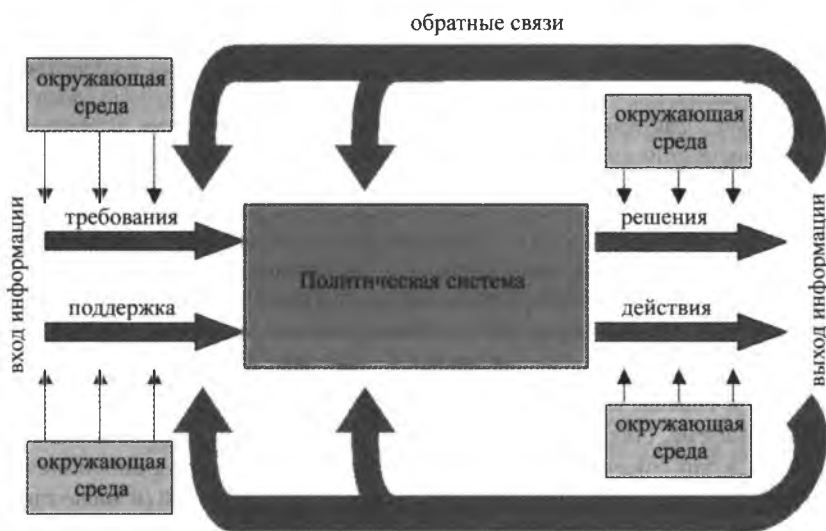 обратные связи
окружающая
среда
окружающая
среда
требования
решения
вход информации
Политическая система
выход информации
поддержка
действия
окружающая
среда
окружающая
среда